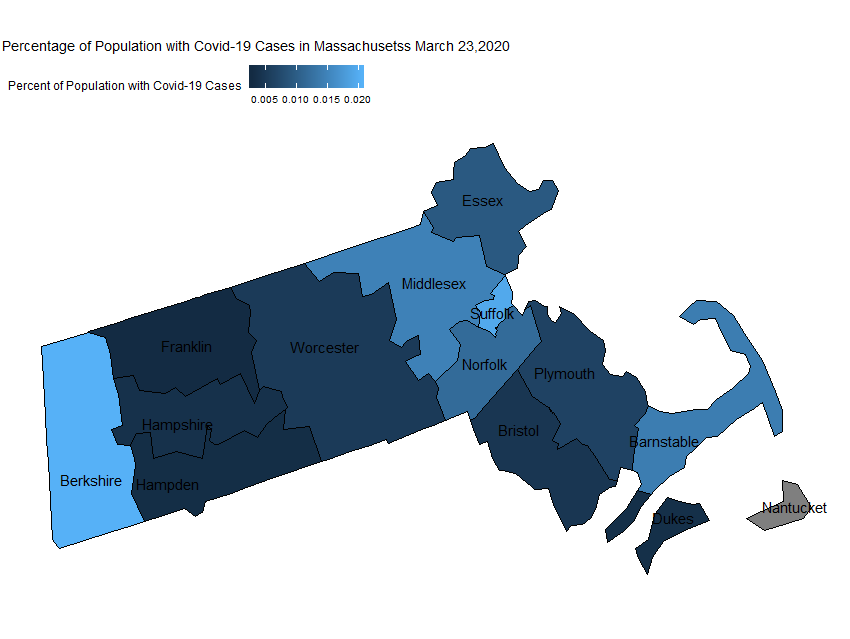 Percentage of Population with Covid-19 Cases in Massachusetss March 23,2020
Percent of Population with Covid-19 Cases
0.005 0.010 0.015 0.020
Essex
Middlesex
Suffolk
Franklin
Worcester
Norfolk
Plymouth
Hampshire
Bristol
Barnstable
Berkshire
Hampden
Nantucket
Dukes